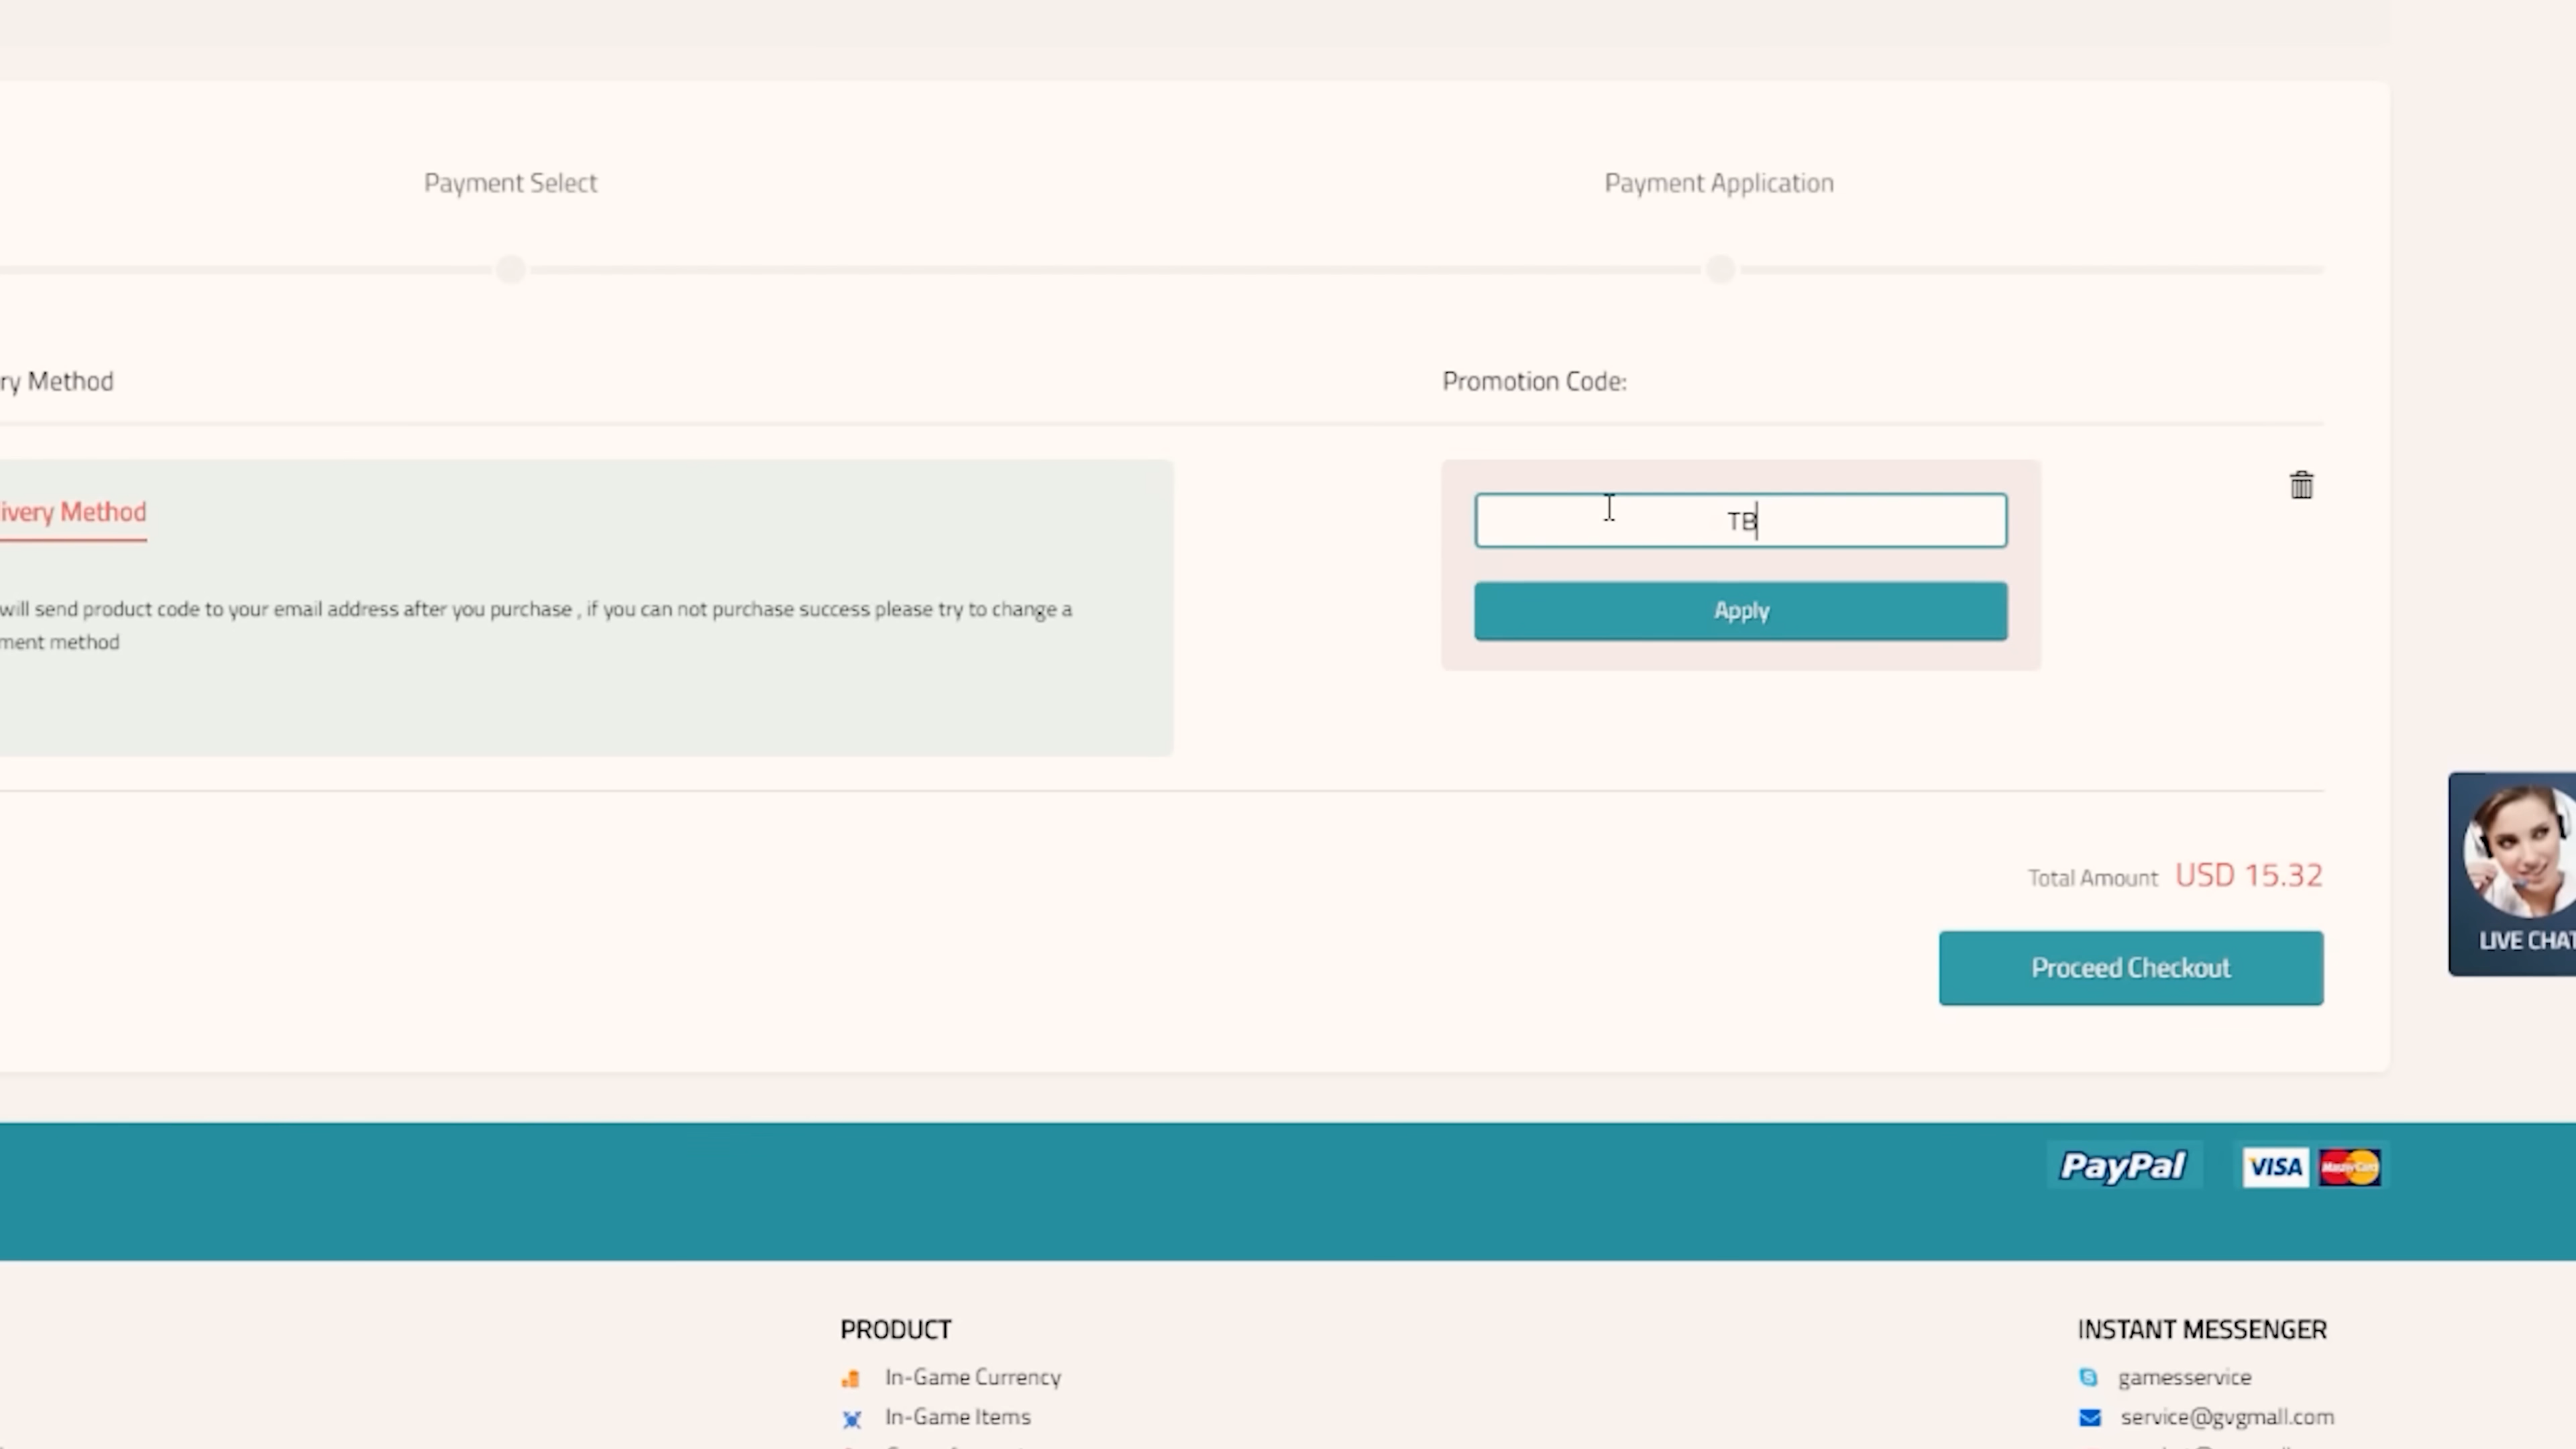 Payment Select
Payment Application
ry Method
Promotion Code:
ivery Method
TB
will send product code to your email address after you purchase , if you can not purchase success please try to change a
ment method
Apply
Total Amount USD 15.32
Proceed Checkout
LIVE CHAT
PayPal
VISA
MasterCard
PRODUCT
In-Game Currency
In-Game Items
INSTANT MESSENGER
gamesservice
service@gvgmall.com